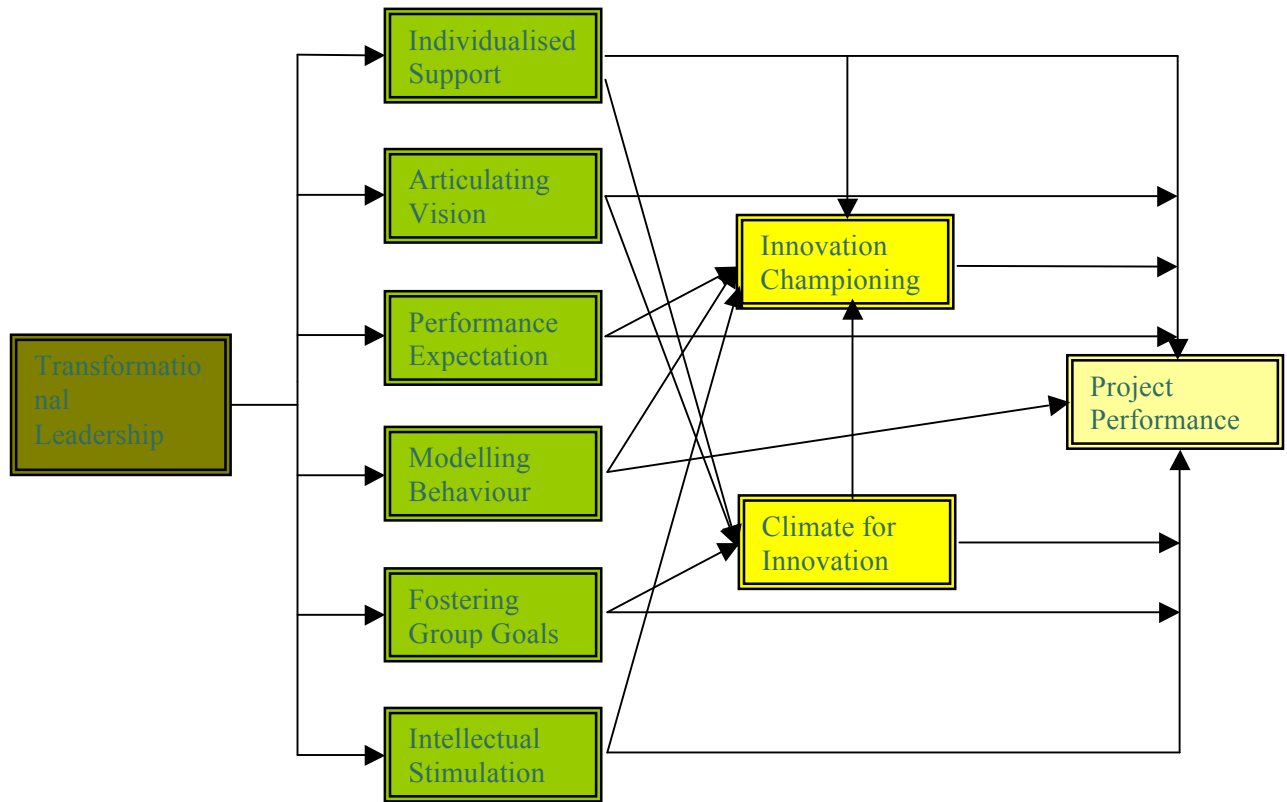 Individualised
Support
Articulating
Vision
Innovation
Championing
Performance
Expectation
Transformatio
nal
Leadership
Project
Performance
Modelling
Behaviour
Climate for
Innovation
Fostering
Group Goals
Intellectual
Stimulation